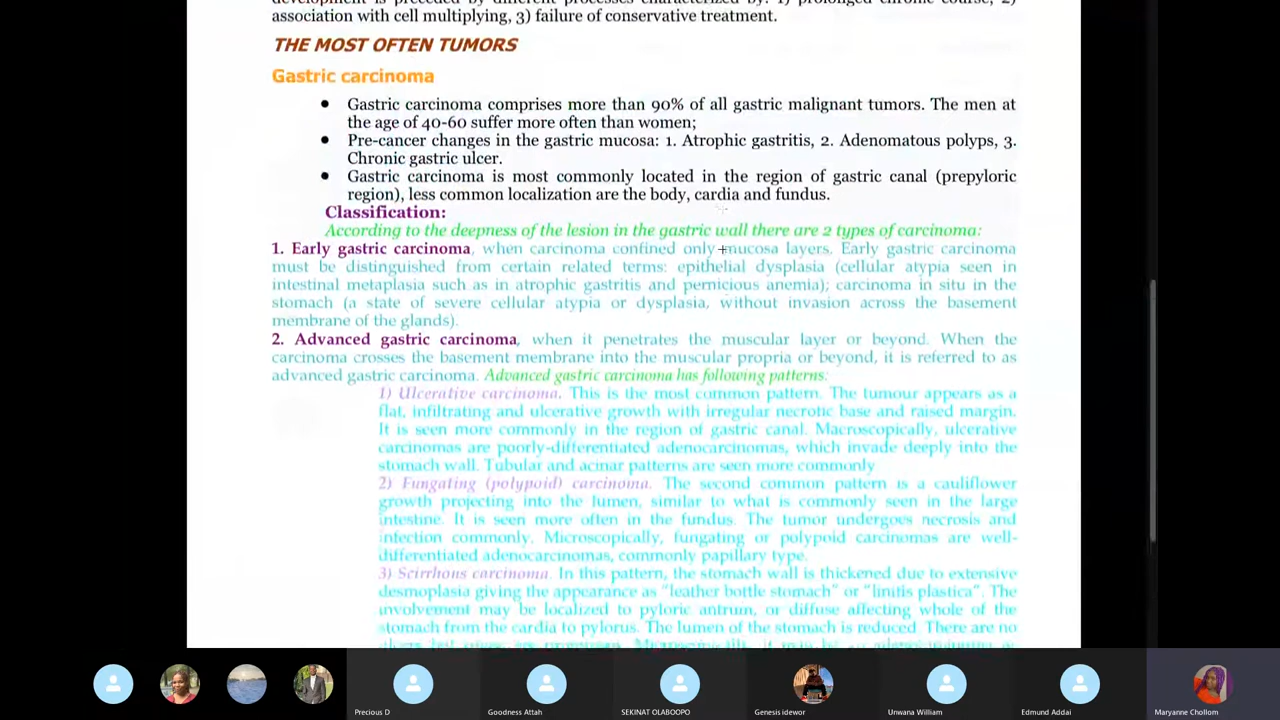 development is preceded by different processes characterized by: 1) prolonged chronic course, 2)
association with cell multiplying, 3) failure of conservative treatment.
THE MOST OFTEN TUMORS
Gastric carcinoma
● Gastric carcinoma comprises more than 90% of all gastric malignant tumors. The men at
the age of 40-60 suffer more often than women;
● Pre-cancer changes in the gastric mucosa: 1. Atrophic gastritis, 2. Adenomatous polyps, 3.
Chronic gastric ulcer.
● Gastric carcinoma is most commonly located in the region of gastric canal (prepyloric
region), less common localization are the body, cardia and fundus.
Classification:
According to the deepness of the lesion in the gastric wall there are 2 types of carcinoma:
1. Early gastric carcinoma, when carcinoma confined only mucosa layers. Early gastric carcinoma
must be distinguished from certain related terms: epithelial dysplasia (cellular atypia seen in
intestinal metaplasia such as in atrophic gastritis and pernicious anemia); carcinoma in situ in the
stomach (a state of severe cellular atypia or dysplasia, without invasion across the basement
membrane of the glands).
2. Advanced gastric carcinoma, when it penetrates the muscular layer or beyond. When the
carcinoma crosses the basement membrane into the muscular propria or beyond, it is referred to as
advanced gastric carcinoma. Advanced gastric carcinoma has following patterns:
1) Ulcerative carcinoma. This is the most common pattern. The tumour appears as a
flat, infiltrating and ulcerative growth with irregular necrotic base and raised margin.
It is seen more commonly in the region of gastric canal. Macroscopically, ulcerative
carcinomas are poorly-differentiated adenocarcinomas, which invade deeply into the
stomach wall. Tubular and acinar patterns are seen more commonly
2) Fungating (polypoid) carcinoma. The second common pattern is a cauliflower
growth projecting into the lumen, similar to what is commonly seen in the large
intestine. It is seen more often in the fundus. The tumor undergoes necrosis and
infection commonly. Microscopically, fungating or polypoid carcinomas are well-
differentiated adenocarcinomas, commonly papillary type.
3) Scirrhous carcinoma. In this pattern, the stomach wall is thickened due to extensive
desmoplasia giving the appearance as “leather bottle stomach” or “linitis plastica”. The
involvement may be localized to pyloric antrum, or diffuse affecting whole of the
stomach from the cardia to pylorus. The lumen of the stomach is reduced. There are no
Precious D
Goodness Attah
SEKINAT OLABOOPO
Genesis idewor
Unwana William
Edmund Addai
Maryanne Chollom